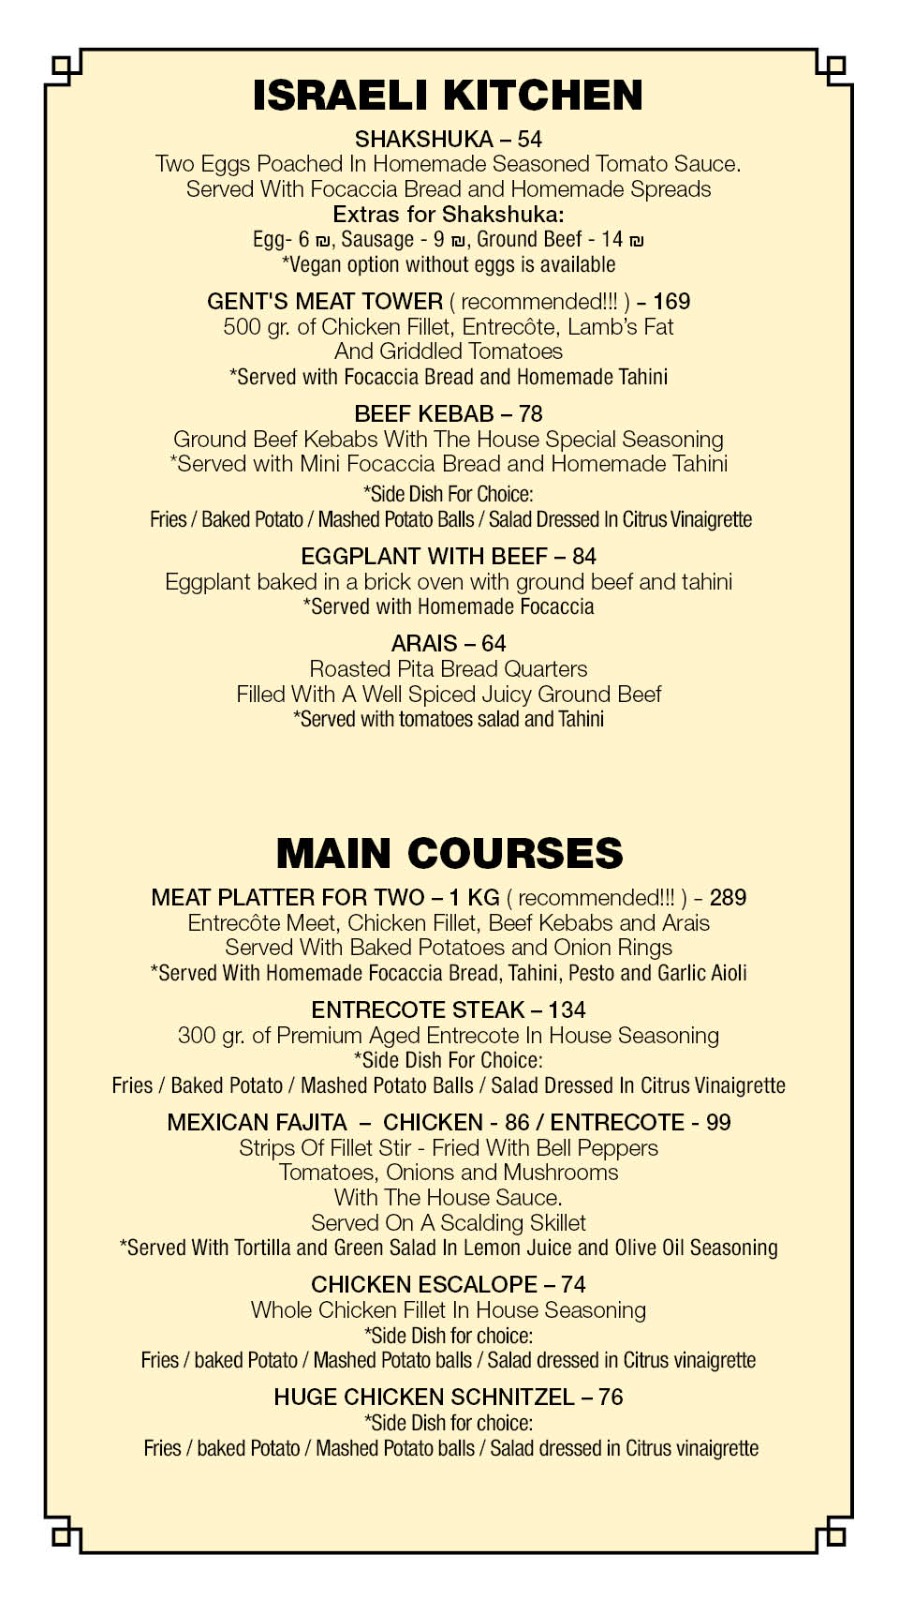 ISRAELI KITCHEN
SHAKSHUKA – 54
Two Eggs Poached In Homemade Seasoned Tomato Sauce.
Served With Focaccia Bread and Homemade Spreads
Extras for Shakshuka:
Egg- 6 ₪, Sausage - 9 ₪, Ground Beef - 14 ₪
*Vegan option without eggs is available
GENT'S MEAT TOWER ( recommended!!! ) – 169
500 gr. of Chicken Fillet, Entrecôte, Lamb's Fat
And Griddled Tomatoes
*Served with Focaccia Bread and Homemade Tahini
BEEF KEBAB – 78
Ground Beef Kebabs With The House Special Seasoning
*Served with Mini Focaccia Bread and Homemade Tahini
*Side Dish For Choice:
Fries / Baked Potato / Mashed Potato Balls / Salad Dressed In Citrus Vinaigrette
EGGPLANT WITH BEEF – 84
Eggplant baked in a brick oven with ground beef and tahini
*Served with Homemade Focaccia
ARAIS – 64
Roasted Pita Bread Quarters
Filled With A Well Spiced Juicy Ground Beef
*Served with tomatoes salad and Tahini
MAIN COURSES
MEAT PLATTER FOR TWO – 1 KG ( recommended!!! ) - 289
Entrecôte Meet, Chicken Fillet, Beef Kebabs and Arais
Served With Baked Potatoes and Onion Rings
*Served With Homemade Focaccia Bread, Tahini, Pesto and Garlic Aioli
ENTRECOTE STEAK – 134
300 gr. of Premium Aged Entrecote In House Seasoning
*Side Dish For Choice:
Fries / Baked Potato / Mashed Potato Balls / Salad Dressed In Citrus Vinaigrette
MEXICAN FAJITA – CHICKEN - 86 / ENTRECOTE - 99
Strips Of Fillet Stir - Fried With Bell Peppers
Tomatoes, Onions and Mushrooms
With The House Sauce.
Served On A Scalding Skillet
*Served With Tortilla and Green Salad In Lemon Juice and Olive Oil Seasoning
CHICKEN ESCALOPE – 74
Whole Chicken Fillet In House Seasoning
*Side Dish for choice:
Fries / baked Potato / Mashed Potato balls / Salad dressed in Citrus vinaigrette
HUGE CHICKEN SCHNITZEL – 76
*Side Dish for choice:
Fries / baked Potato / Mashed Potato balls / Salad dressed in Citrus vinaigrette